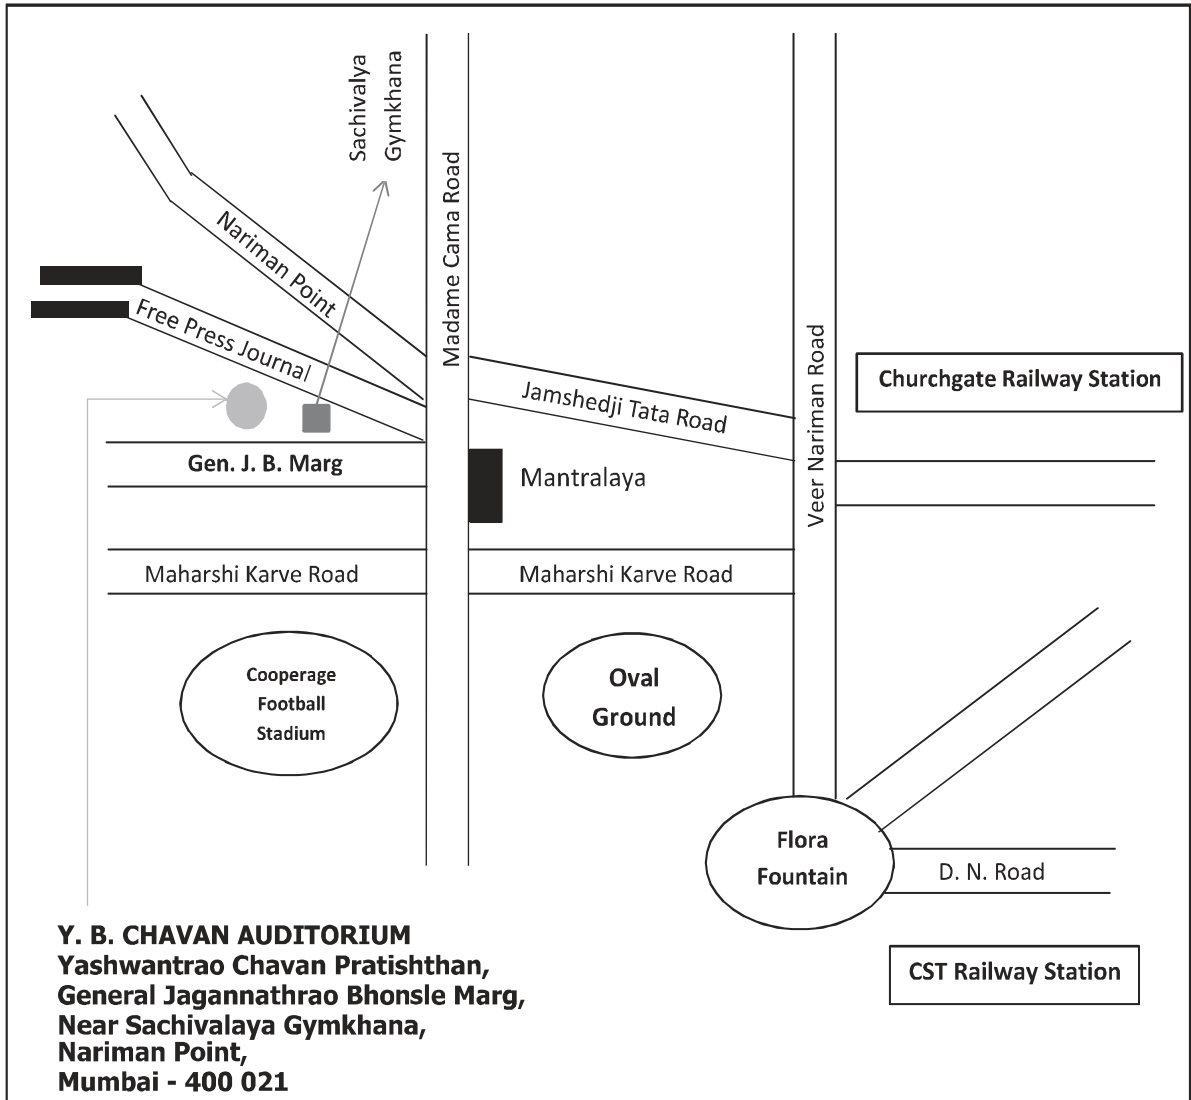 Sachivalya
Gymkhana
Madame Cama Road
Nariman Point
Free Press Journal
Jamshedji Tata Road
Veer Nariman Road
Churchgate Railway Station
Gen. J. B. Marg
Mantralaya
Maharshi Karve Road
Maharshi Karve Road
Cooperage
Football
Stadium
Oval
Ground
Flora
Fountain
D. N. Road
CST Railway Station
Y. B. CHAVAN AUDITORIUM
Yashwantrao Chavan Pratishthan,
General Jagannathrao Bhonsle Marg,
Near Sachivalaya Gymkhana,
Nariman Point,
Mumbai - 400 021